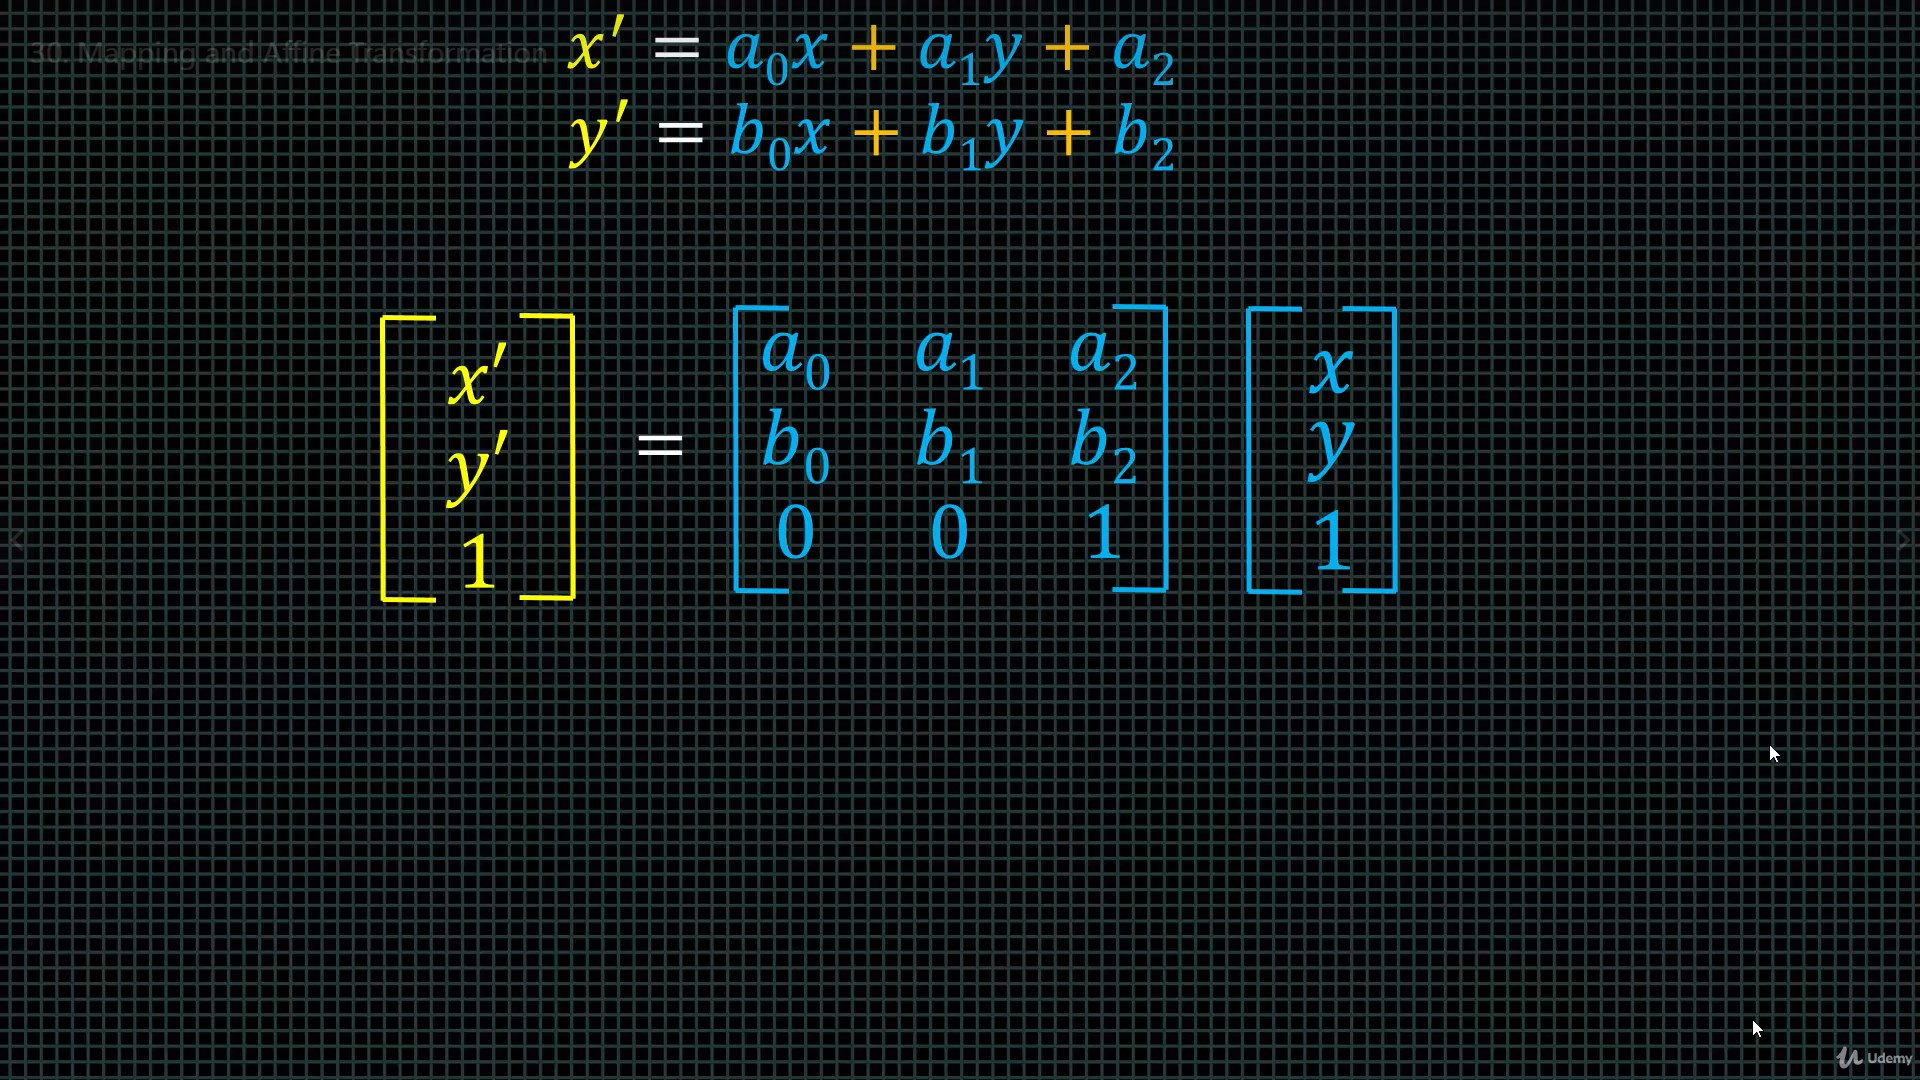 30. Mapping and Affine Transformation
x′ = a₀x + a₁y + a₂
y′ = b₀x + b₁y + b₂
[x′] = [a₀ a₁ a₂] [x]
[y′] [b₀ b₁ b₂] [y]
[1] [0 0 1] [1]
Udemy